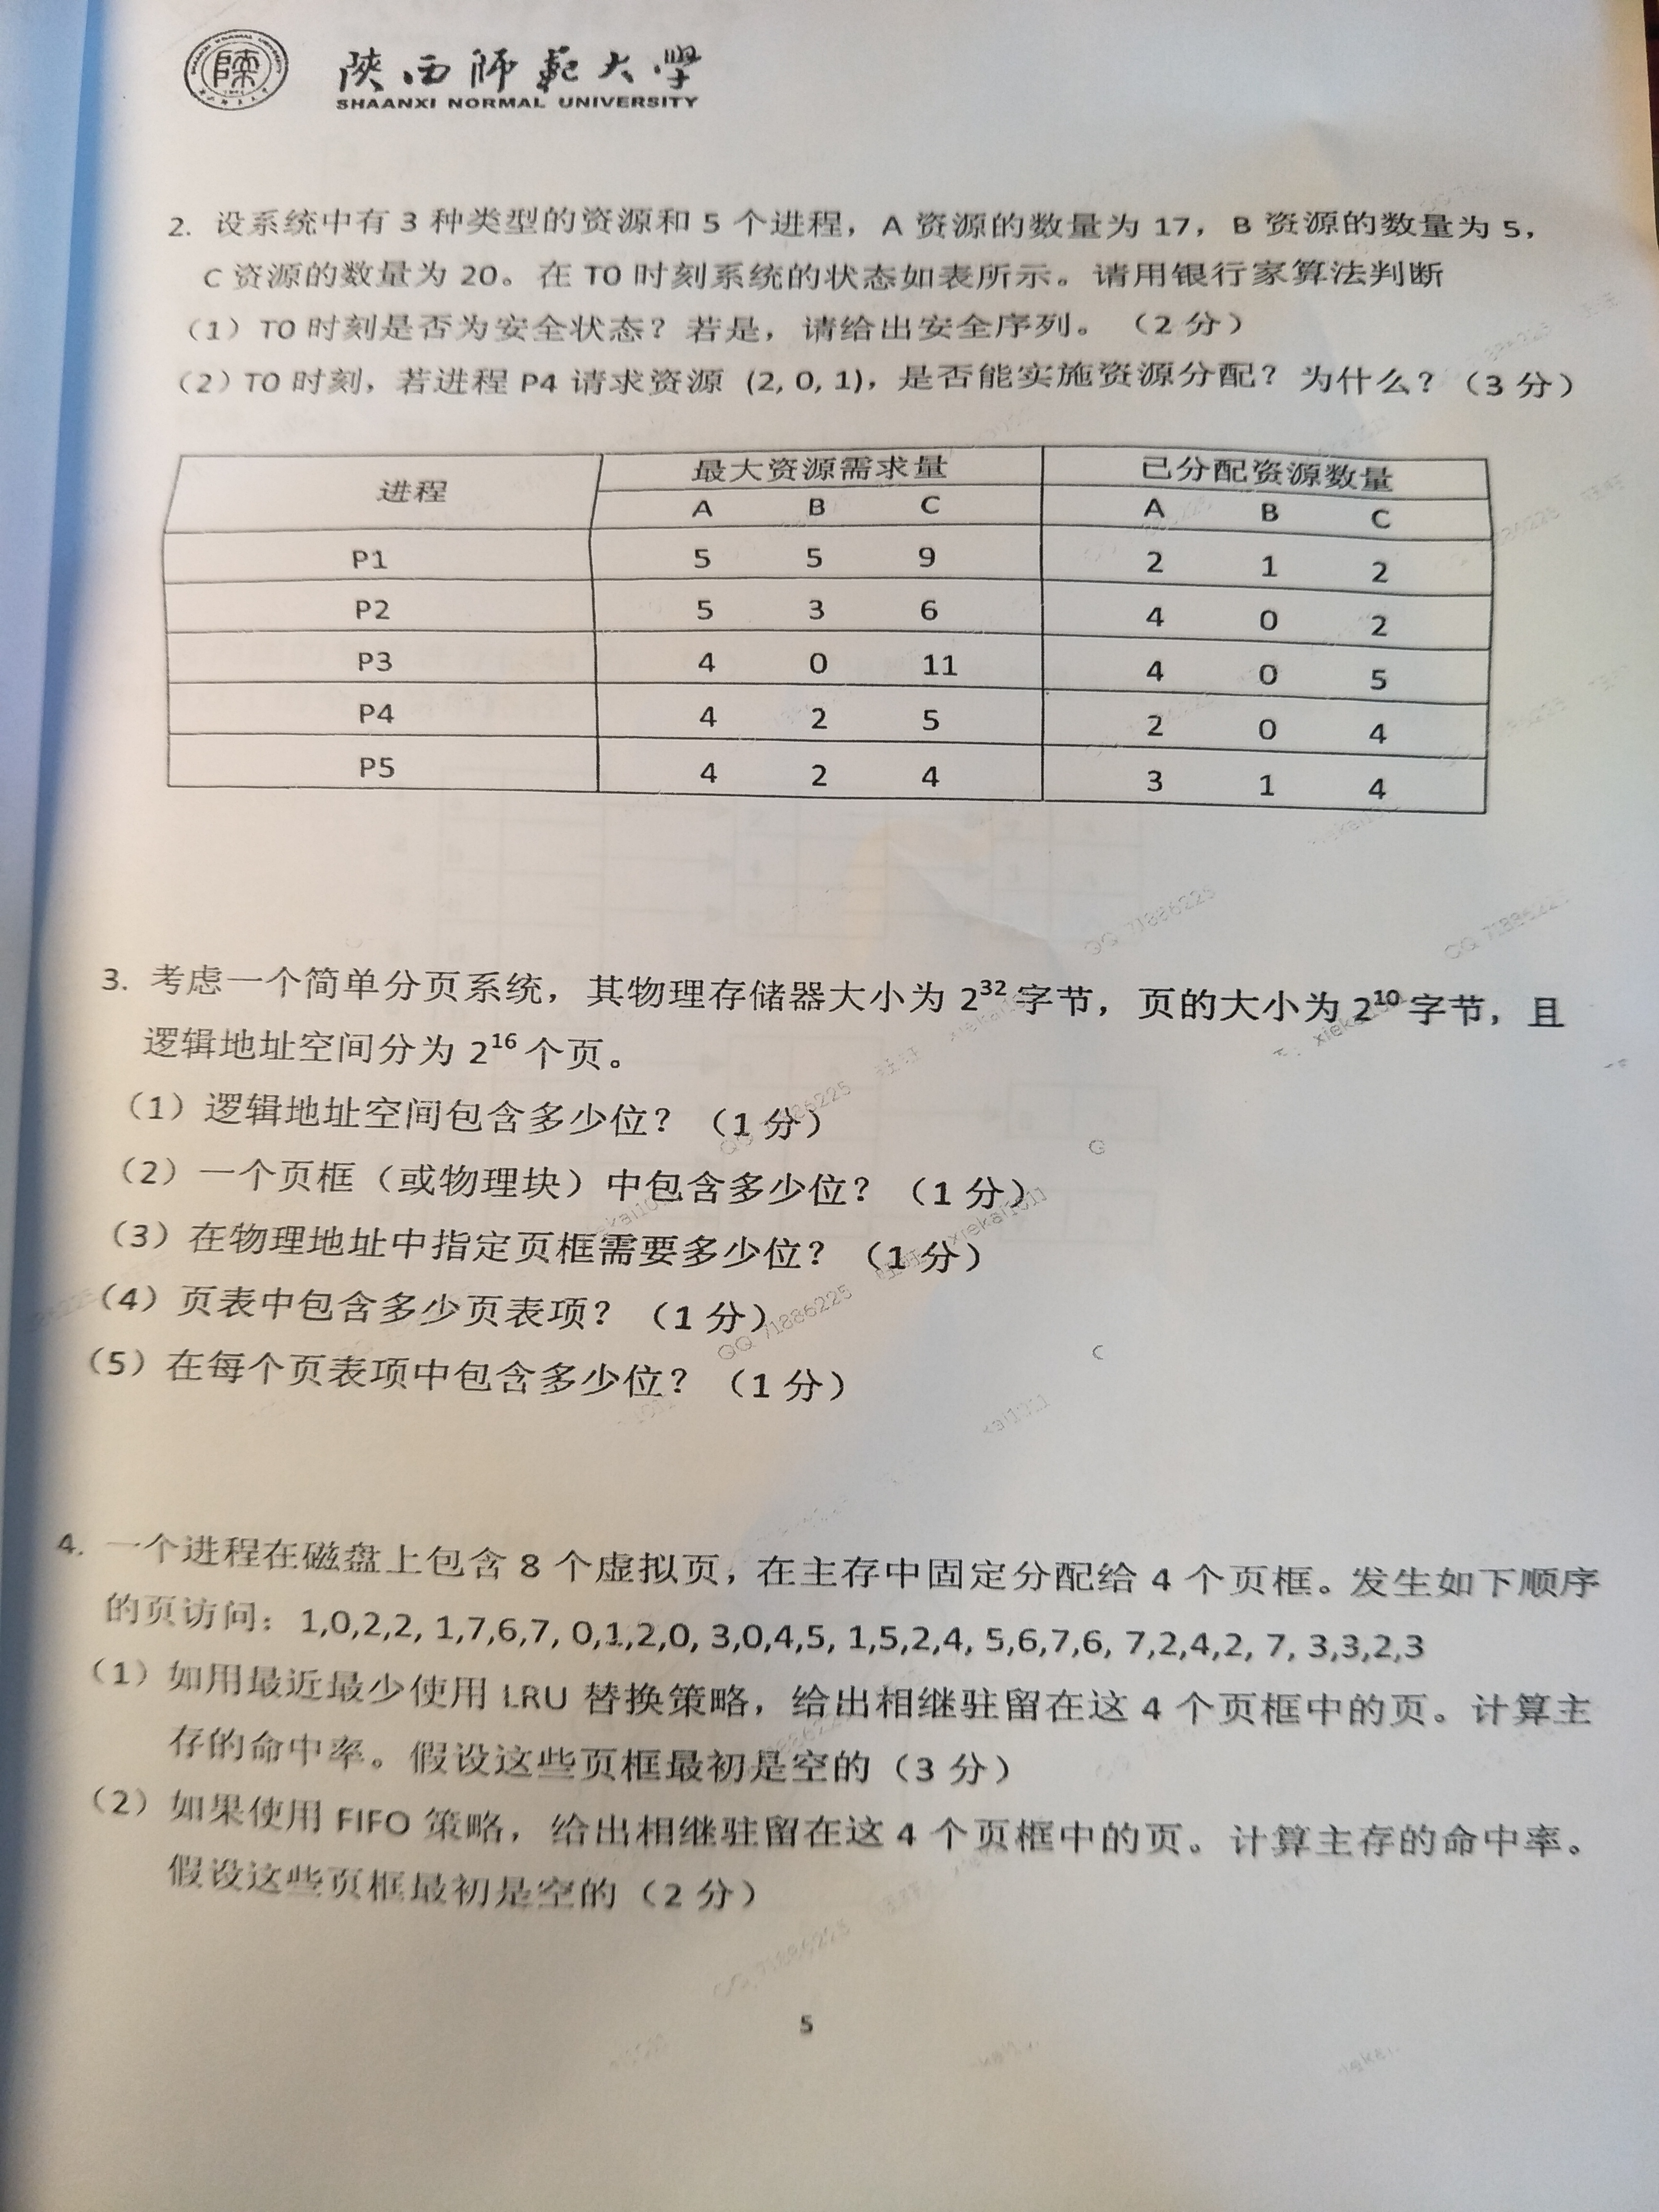 陕西师范大学
SHAANXI NORMAL UNIVERSITY
2. 设系统中有 3 种类型的资源和 5 个进程，A 资源的数量为 17，B 资源的数量为 5，
C 资源的数量为 20。在 T0 时刻系统的状态如表所示。请用银行家算法判断
（1）T0 时刻是否为安全状态？若是，请给出安全序列。（2 分）
（2）T0 时刻，若进程 P4 请求资源（2, 0, 1)，是否能实施资源分配？为什么？（3 分）
进程 最大资源需求量 已分配资源数量
A B C A B C
P1 5 5 9 2 1 2
P2 5 3 6 4 0 2
P3 4 0 11 4 0 5
P4 4 2 5 2 0 4
P5 4 2 4 3 1 4
3. 考虑一个简单分页系统，其物理存储器大小为 2³² 字节，页的大小为 2¹⁰ 字节，且
逻辑地址空间分为 2¹⁶ 个页。
（1）逻辑地址空间包含多少位？（1 分）
（2）一个页框（或物理块）中包含多少位？（1 分）
（3）在物理地址中指定页框需要多少位？（1 分）
（4）页表中包含多少页表项？（1 分）
（5）在每个页表项中包含多少位？（1 分）
4. 一个进程在磁盘上包含 8 个虚拟页，在主存中固定分配给 4 个页框。发生如下顺序
的页访问：1,0,2,2, 1,7,6,7, 0,1,2,0, 3,0,4,5, 1,5,2,4, 5,6,7,6, 7,2,4,2, 7, 3,3,2,3
（1）如用最近最少使用 LRU 替换策略，给出相继驻留在这 4 个页框中的页。计算主
存的命中率。假设这些页框最初是空的（3 分）
（2）如果使用 FIFO 策略，给出相继驻留在这 4 个页框中的页。计算主存的命中率。
假设这些页框最初是空的（2 分）
QQ 71886225
xiekai1011
5